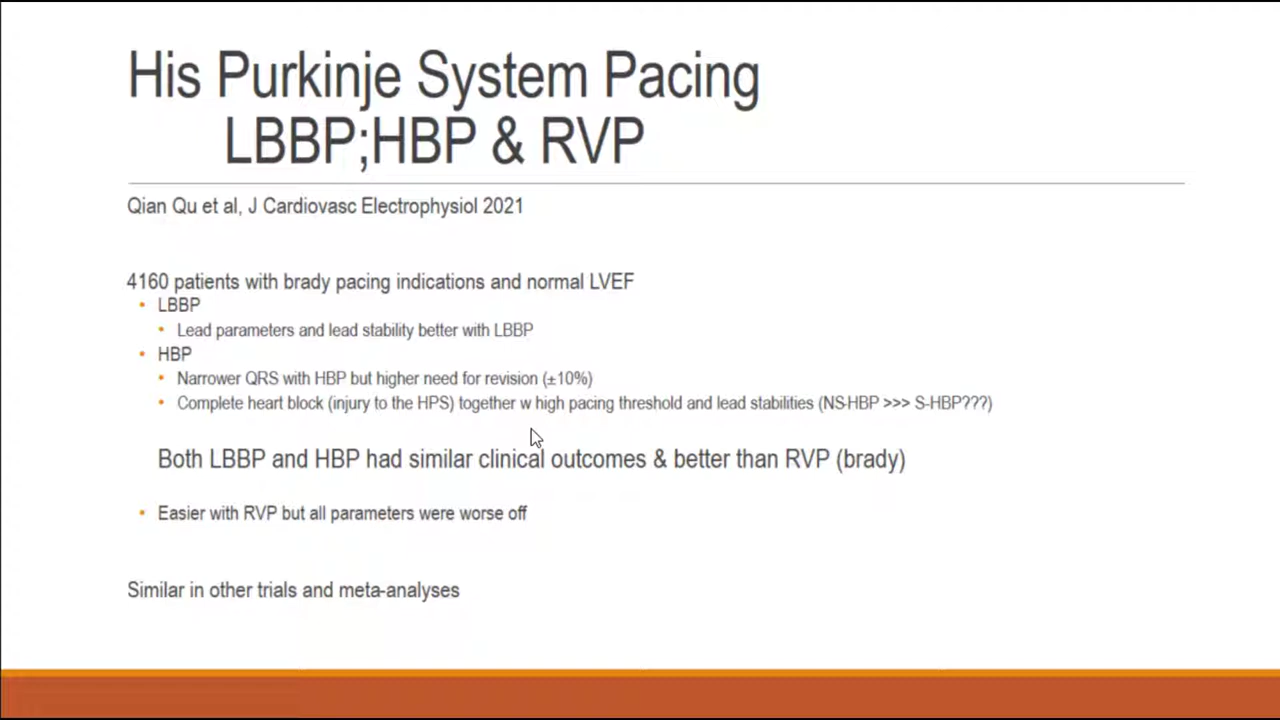 His Purkinje System Pacing
LBBP;HBP & RVP
Qian Qu et al, J Cardiovasc Electrophysiol 2021
4160 patients with brady pacing indications and normal LVEF
• LBBP
• Lead parameters and lead stability better with LBBP
• HBP
• Narrower QRS with HBP but higher need for revision (±10%)
• Complete heart block (injury to the HPS) together w high pacing threshold and lead stabilities (NS-HBP >>> S-HBP???)
Both LBBP and HBP had similar clinical outcomes & better than RVP (brady)
• Easier with RVP but all parameters were worse off
Similar in other trials and meta-analyses